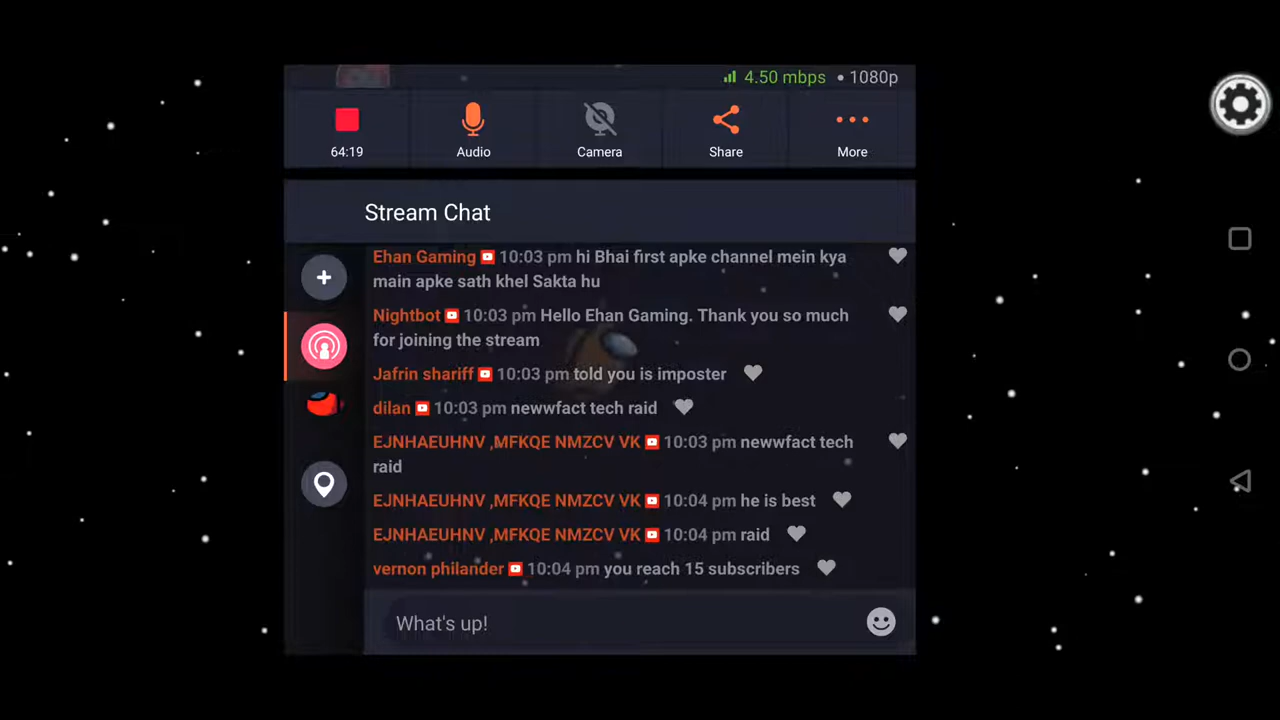 4.50 mbps • 1080p
64:19 Audio Camera Share More
Stream Chat
Ehan Gaming 10:03 pm hi Bhai first apke channel mein kya
main apke sath khel Sakta hu
Nightbot 10:03 pm Hello Ehan Gaming. Thank you so much
for joining the stream
Jafrin shariff 10:03 pm told you is imposter
dilan 10:03 pm newwfact tech raid
EJNHAEUHNV ,MFKQE NMZCV VK 10:03 pm newwfact tech
raid
EJNHAEUHNV ,MFKQE NMZCV VK 10:04 pm he is best
EJNHAEUHNV ,MFKQE NMZCV VK 10:04 pm raid
vernon philander 10:04 pm you reach 15 subscribers
What's up!